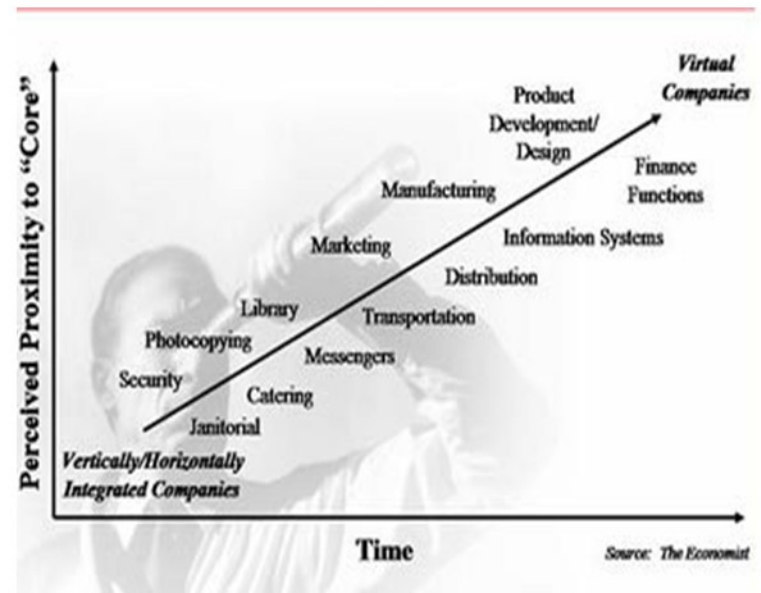 Perceived Proximity to “Core”
Virtual
Companies
Product
Development/
Design
Finance
Functions
Manufacturing
Information Systems
Marketing
Distribution
Library
Transportation
Photocopying
Messengers
Security
Catering
Janitorial
Vertically/Horizontally
Integrated Companies
Time
Source: The Economist